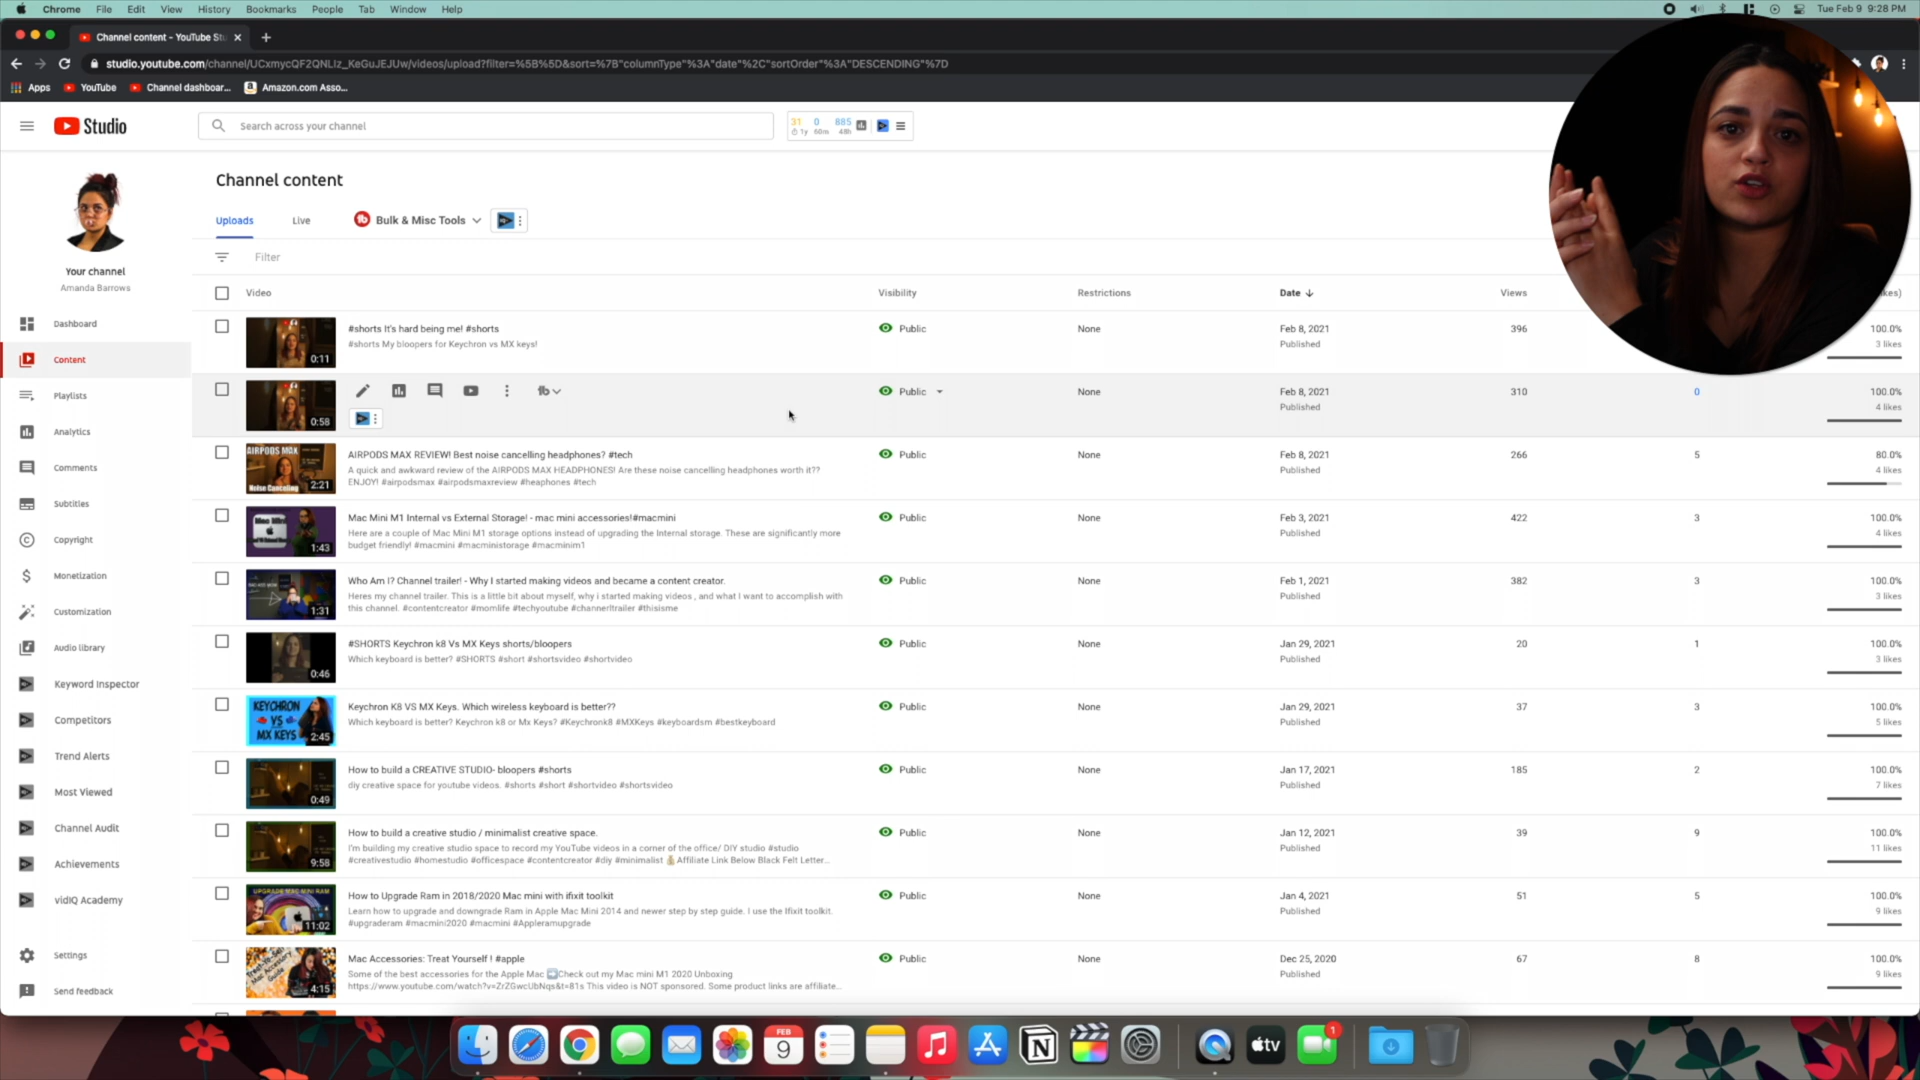 Chrome File Edit View History Bookmarks People Tab Window Help
Tue Feb 9 9:28 PM
Channel content - YouTube St
studio.youtube.com/channel/UCxmycQF2QNLIz_KeGuJEJUw/videos/upload?filter=%5B%5D&sort=%7B"columnType"%3A"date"%2C"sortOrder"%3A"DESCENDING"%7D
Apps YouTube Channel dashboar... Amazon.com Asso...
Studio
Search across your channel
31 0 885
1y 60m 48h
Channel content
Uploads Live Bulk & Misc Tools
Filter
Your channel
Amanda Barrows
Dashboard
Content
Playlists
Analytics
Comments
Subtitles
Copyright
Monetization
Customization
Audio library
Keyword Inspector
Competitors
Trend Alerts
Most Viewed
Channel Audit
Achievements
vidIQ Academy
Settings
Send feedback
Video Visibility Restrictions Date Views
#shorts It's hard being me! #shorts Public None Feb 8, 2021 396 100.0%
#shorts My bloopers for Keychron vs MX keys! Published 3 likes
0:11
Public None Feb 8, 2021 310 0 100.0%
Published 4 likes
0:58
AIRPODS MAX REVIEW! Best noise cancelling headphones? #tech Public None Feb 8, 2021 266 5 80.0%
A quick and awkward review of the AIRPODS MAX HEADPHONES! Are these noise cancelling headphones worth it?? Published 4 likes
ENJOY! #airpodsmax #airpodsmaxreview #heaphones #tech
AIRPODS MAX
Noise Canceling 2:21
Mac Mini M1 Internal vs External Storage! - mac mini accessories!#macmini Public None Feb 3, 2021 422 3 100.0%
Here are a couple of Mac Mini M1 storage options instead of upgrading the Internal storage. These are significantly more Published 4 likes
budget friendly! #macmini #macministorage #macminim1
Mac Mini
1:43
Who Am I? Channel trailer! - Why I started making videos and became a content creator. Public None Feb 1, 2021 382 3 100.0%
Heres my channel trailer. This is a little bit about myself, why i started making videos , and what I want to accomplish with Published 3 likes
this channel. #contentcreator #momlife #techyoutube #channerltrailer #thisisme
1:31
#SHORTS Keychron k8 Vs MX Keys shorts/bloopers Public None Jan 29, 2021 20 1 100.0%
Which keyboard is better? #SHORTS #short #shortsvideo #shortvideo Published 3 likes
0:46
Keychron K8 VS MX Keys. Which wireless keyboard is better?? Public None Jan 29, 2021 37 3 100.0%
Which keyboard is better? Keychron k8 or Mx Keys? #Keychronk8 #MXKeys #keyboardsm #bestkeyboard Published 5 likes
KEYCHRON
VS
MX KEYS 2:45
How to build a CREATIVE STUDIO- bloopers #shorts Public None Jan 17, 2021 185 2 100.0%
diy creative space for youtube videos. #shorts #short #shortvideo #shortsvideo Published 7 likes
0:49
How to build a creative studio / minimalist creative space. Public None Jan 12, 2021 39 9 100.0%
I'm building my creative studio space to record my YouTube videos in a corner of the office/ DIY studio #studio Published 11 likes
#creativestudio #homestudio #officespace #contentcreator #diy #minimalist 💰Affiliate Link Below Black Felt Letter...
9:58
How to Upgrade Ram in 2018/2020 Mac mini with ifixit toolkit Public None Jan 4, 2021 51 5 100.0%
Learn how to upgrade and downgrade Ram in Apple Mac Mini 2014 and newer step by step guide. I use the Ifixit toolkit. Published 9 likes
#upgraderam #macmini2020 #macmini #Appleramupgrade
UPGRADE MAC MINI RAM
11:02
Mac Accessories: Treat Yourself ! #apple Public None Dec 25, 2020 67 8 100.0%
Some of the best accessories for the Apple Mac ➡️Check out my Mac mini M1 2020 Unboxing Published 9 likes
https://www.youtube.com/watch?v=ZrZGwcUbNqs&t=81s This video is NOT sponsored. Some product links are affiliate...
4:15
FEB
9
tv
1